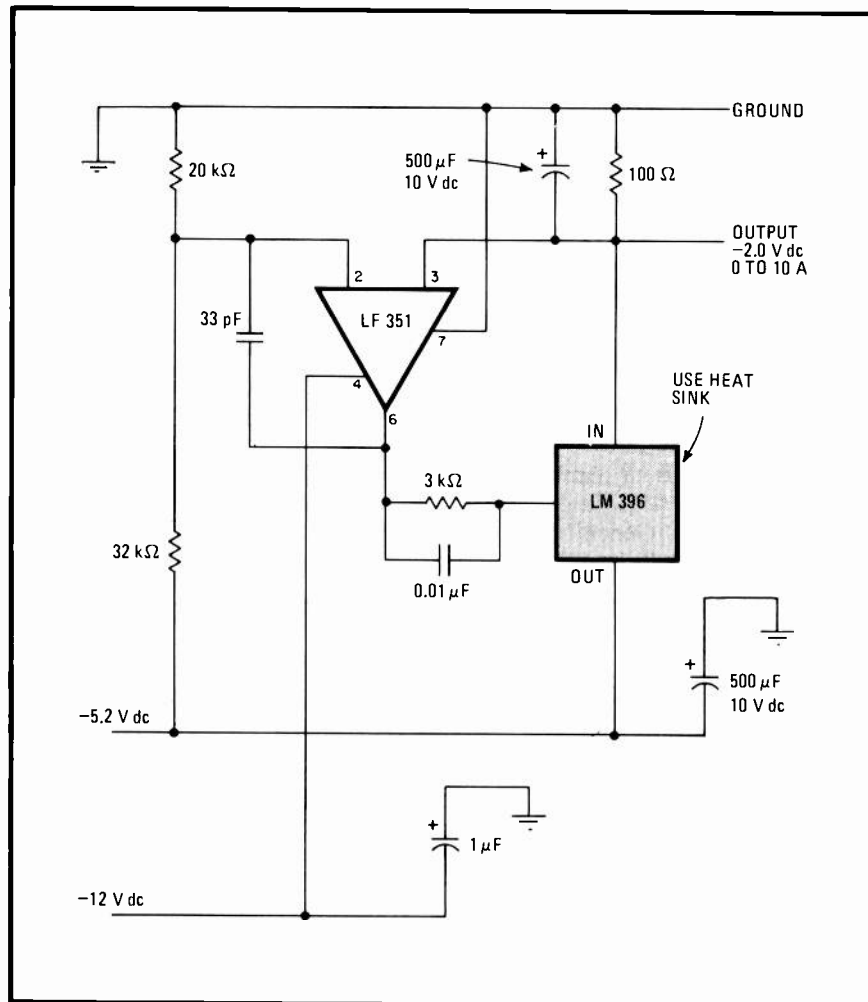 GROUND
20 kΩ
500 μF
10 V dc
+
100 Ω
OUTPUT
−2.0 V dc
0 TO 10 A
2
3
33 pF
LF 351
7
4
6
USE HEAT
SINK
IN
3 kΩ
LM 396
32 kΩ
OUT
0.01 μF
+
500 μF
10 V dc
−5.2 V dc
+
1 μF
−12 V dc